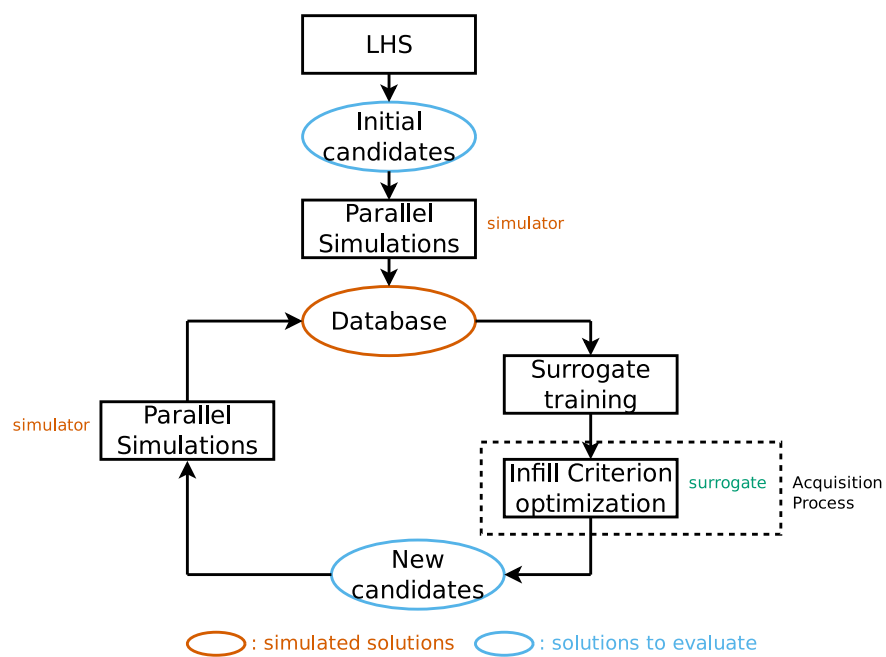 LHS
Initial
candidates
Parallel
Simulations
simulator
Database
Surrogate
training
Parallel
Simulations
simulator
Infill Criterion
optimization
surrogate
Acquisition
Process
New
candidates
: simulated solutions
: solutions to evaluate